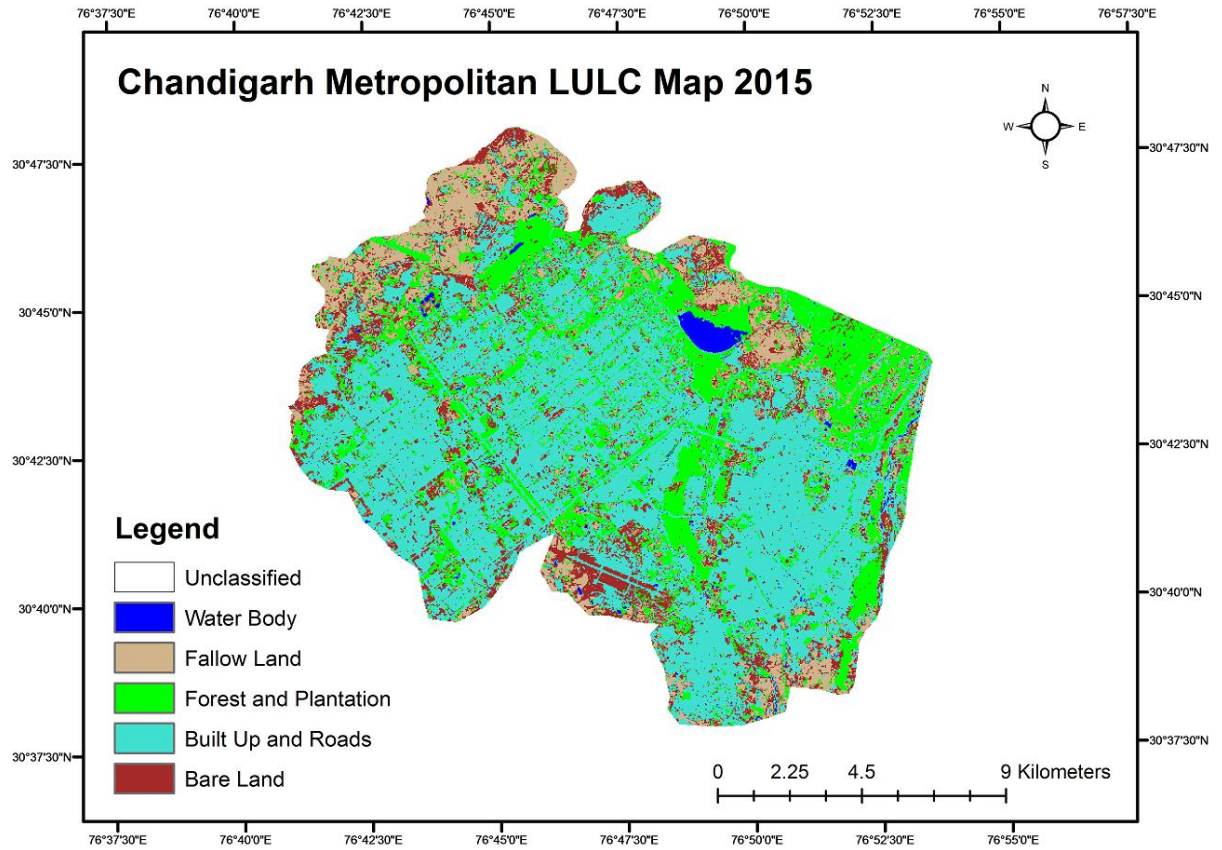 76°37'30"E 76°40'0"E 76°42'30"E 76°45'0"E 76°47'30"E 76°50'0"E 76°52'30"E 76°55'0"E 76°57'30"E
Chandigarh Metropolitan LULC Map 2015
N
W E
S
30°47'30"N 30°47'30"N
30°45'0"N 30°45'0"N
30°42'30"N 30°42'30"N
Legend
Unclassified
30°40'0"N 30°40'0"N
Water Body
Fallow Land
Forest and Plantation
Built Up and Roads
30°37'30"N 30°37'30"N
Bare Land
0 2.25 4.5 9 Kilometers
76°37'30"E 76°40'0"E 76°42'30"E 76°45'0"E 76°47'30"E 76°50'0"E 76°52'30"E 76°55'0"E